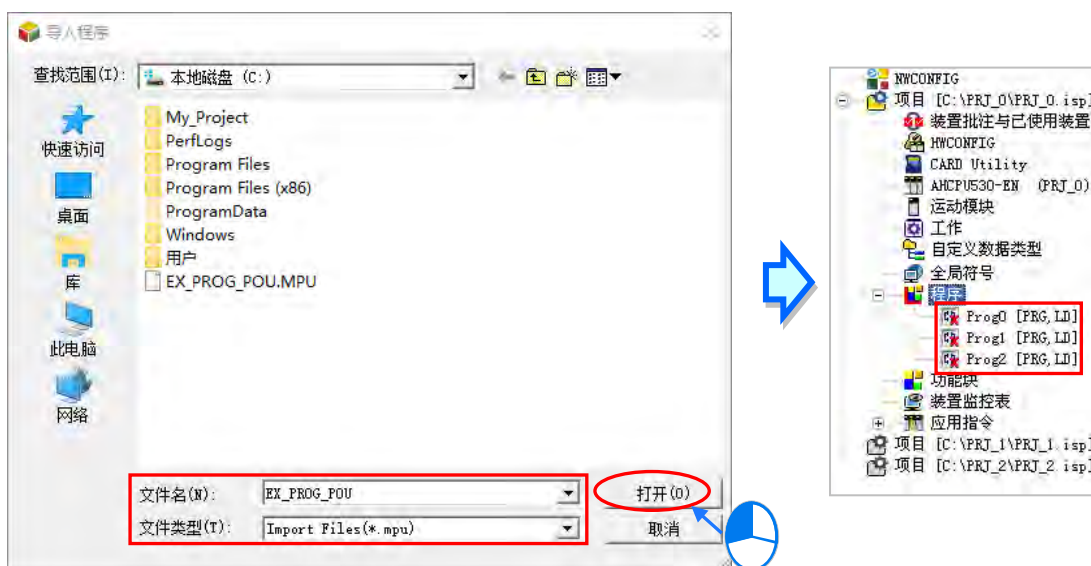 导入程序
查找范围(I): 本地磁盘 (C:)
快速访问
桌面
库
此电脑
网络
My_Project
PerfLogs
Program Files
Program Files (x86)
ProgramData
Windows
用户
EX_PROG_POU.MPU
文件名(N): EX_PROG_POU 打开(O)
文件类型(T): Import Files(*.mpu) 取消
NWCONFIG
项目 [C:\PRJ_0\PRJ_0.isp]
装置批注与已使用装置
HWCONFIG
CARD Utility
AHCPU530-EN (PRJ_0)
运动模块
工作
自定义数据类型
全局符号
程序
Prog0 [PRG,LD]
Prog1 [PRG,LD]
Prog2 [PRG,LD]
功能块
装置监控表
应用指令
项目 [C:\PRJ_1\PRJ_1.isp]
项目 [C:\PRJ_2\PRJ_2.isp]